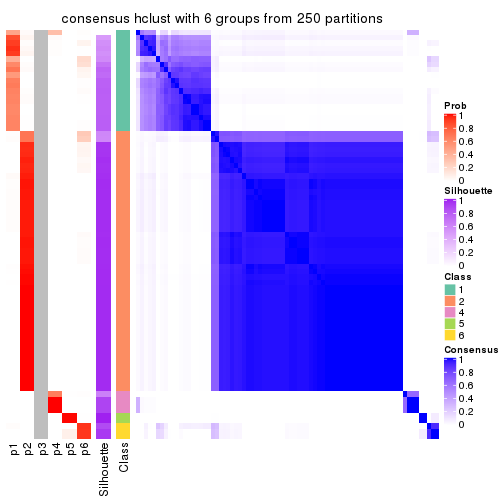 consensus hclust with 6 groups from 250 partitions
Prob
1
0.8
0.6
0.4
0.2
0
Silhouette
1
0.8
0.6
0.4
0.2
0
Class
1
2
4
5
6
Consensus
1
0.8
0.6
0.4
0.2
0
p1
p2
p3
p4
p5
p6
Silhouette
Class